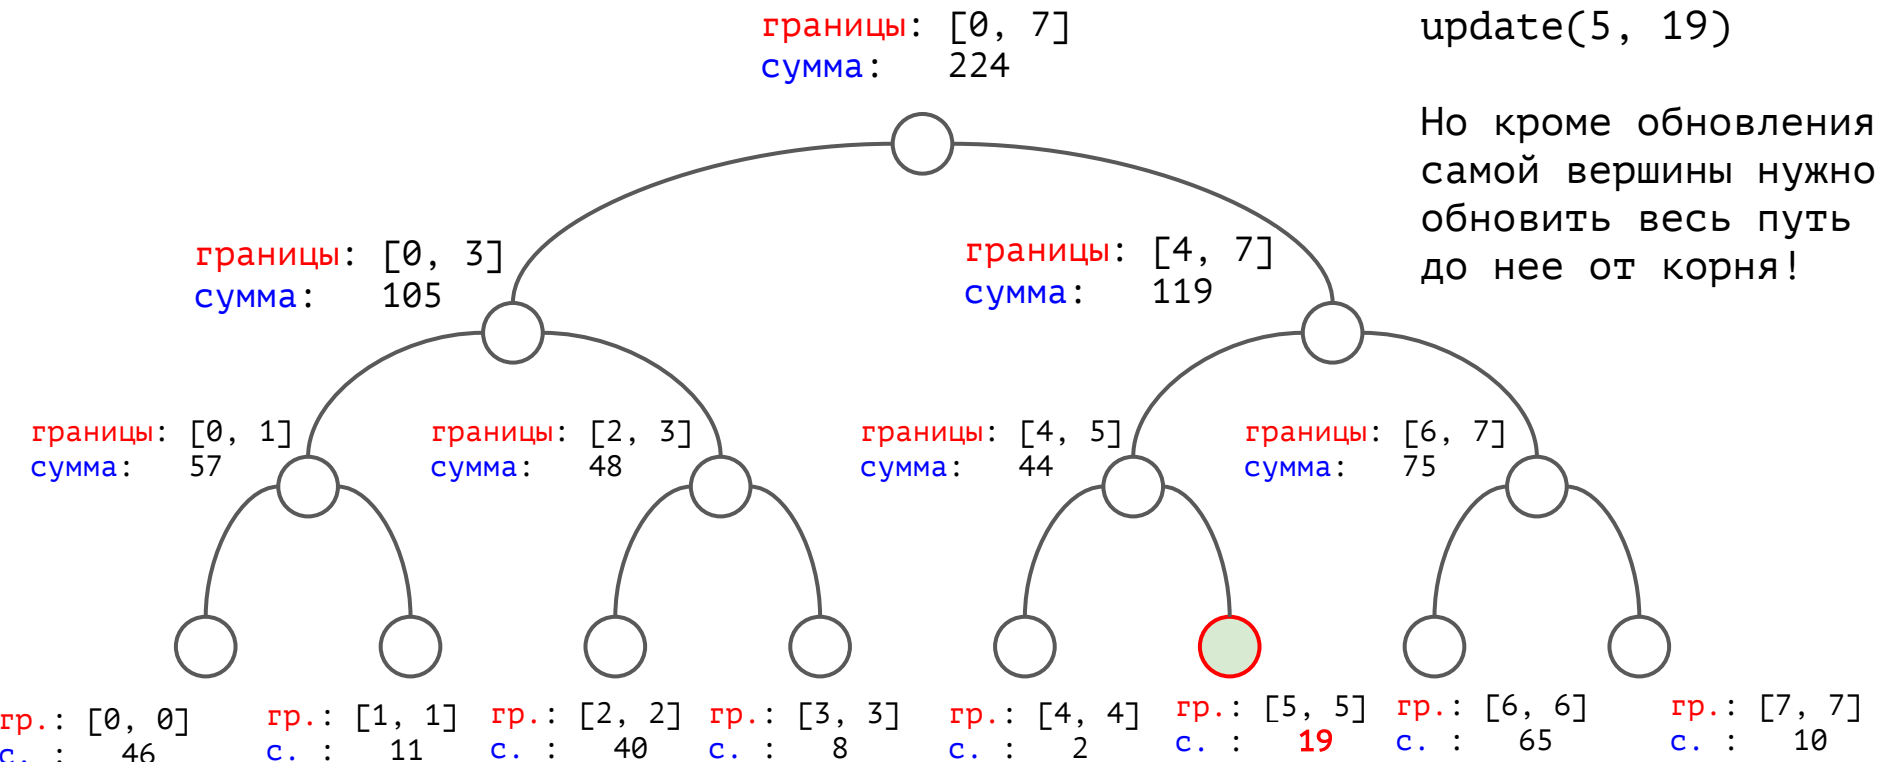 границы: [0, 7]
сумма: 224
update(5, 19)
Но кроме обновления
самой вершины нужно
обновить весь путь
до нее от корня!
границы: [0, 3]
сумма: 105
границы: [4, 7]
сумма: 119
границы: [0, 1]
сумма: 57
границы: [2, 3]
сумма: 48
границы: [4, 5]
сумма: 44
границы: [6, 7]
сумма: 75
гр.: [0, 0]
с. : 46
гр.: [1, 1]
с. : 11
гр.: [2, 2]
с. : 40
гр.: [3, 3]
с. : 8
гр.: [4, 4]
с. : 2
гр.: [5, 5]
с. : 19
гр.: [6, 6]
с. : 65
гр.: [7, 7]
с. : 10